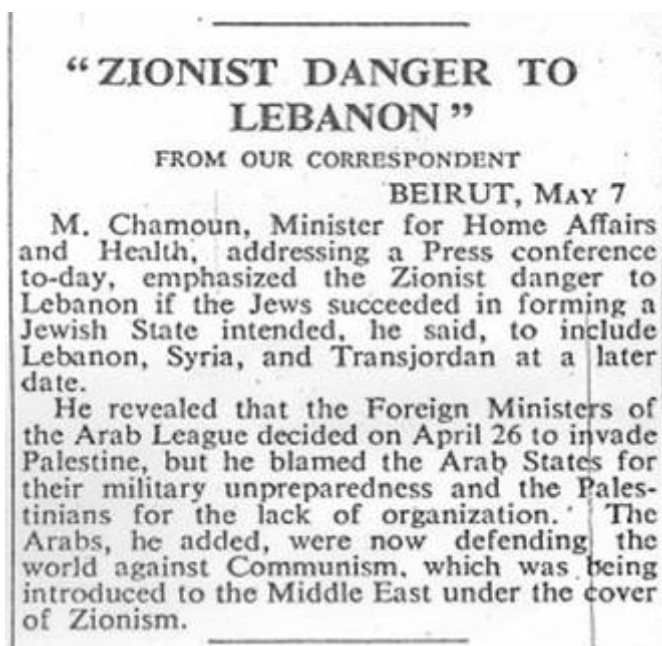 “ZIONIST DANGER TO
LEBANON”
FROM OUR CORRESPONDENT
BEIRUT, MAY 7
M. Chamoun, Minister for Home Affairs
and Health, addressing a Press conference
to-day, emphasized the Zionist danger to
Lebanon if the Jews succeeded in forming a
Jewish State intended, he said, to include
Lebanon, Syria, and Transjordan at a later
date.
He revealed that the Foreign Ministers of
the Arab League decided on April 26 to invade
Palestine, but he blamed the Arab States for
their military unpreparedness and the Pales-
tinians for the lack of organization. The
Arabs, he added, were now defending the
world against Communism, which was being
introduced to the Middle East under the cover
of Zionism.